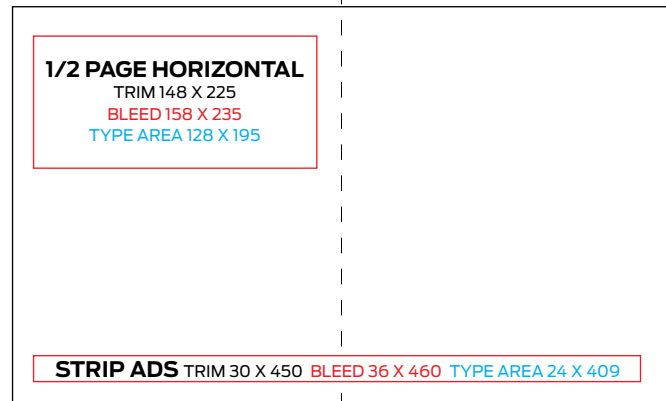 1/2 PAGE HORIZONTAL
TRIM 148 X 225
BLEED 158 X 235
TYPE AREA 128 X 195
STRIP ADS TRIM 30 X 450 BLEED 36 X 460 TYPE AREA 24 X 409